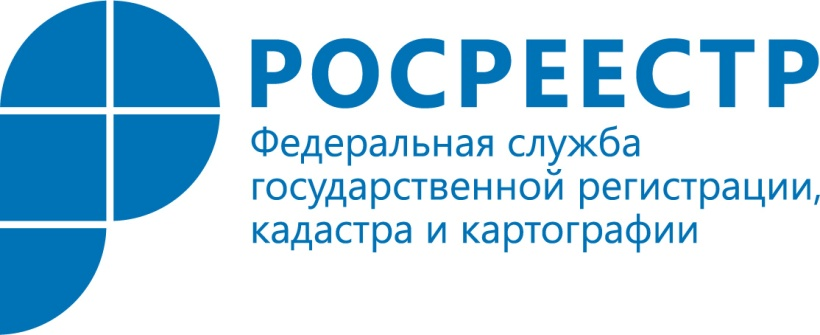 РОСРЕЕСТР
Федеральная служба
государственной регистрации,
кадастра и картографии